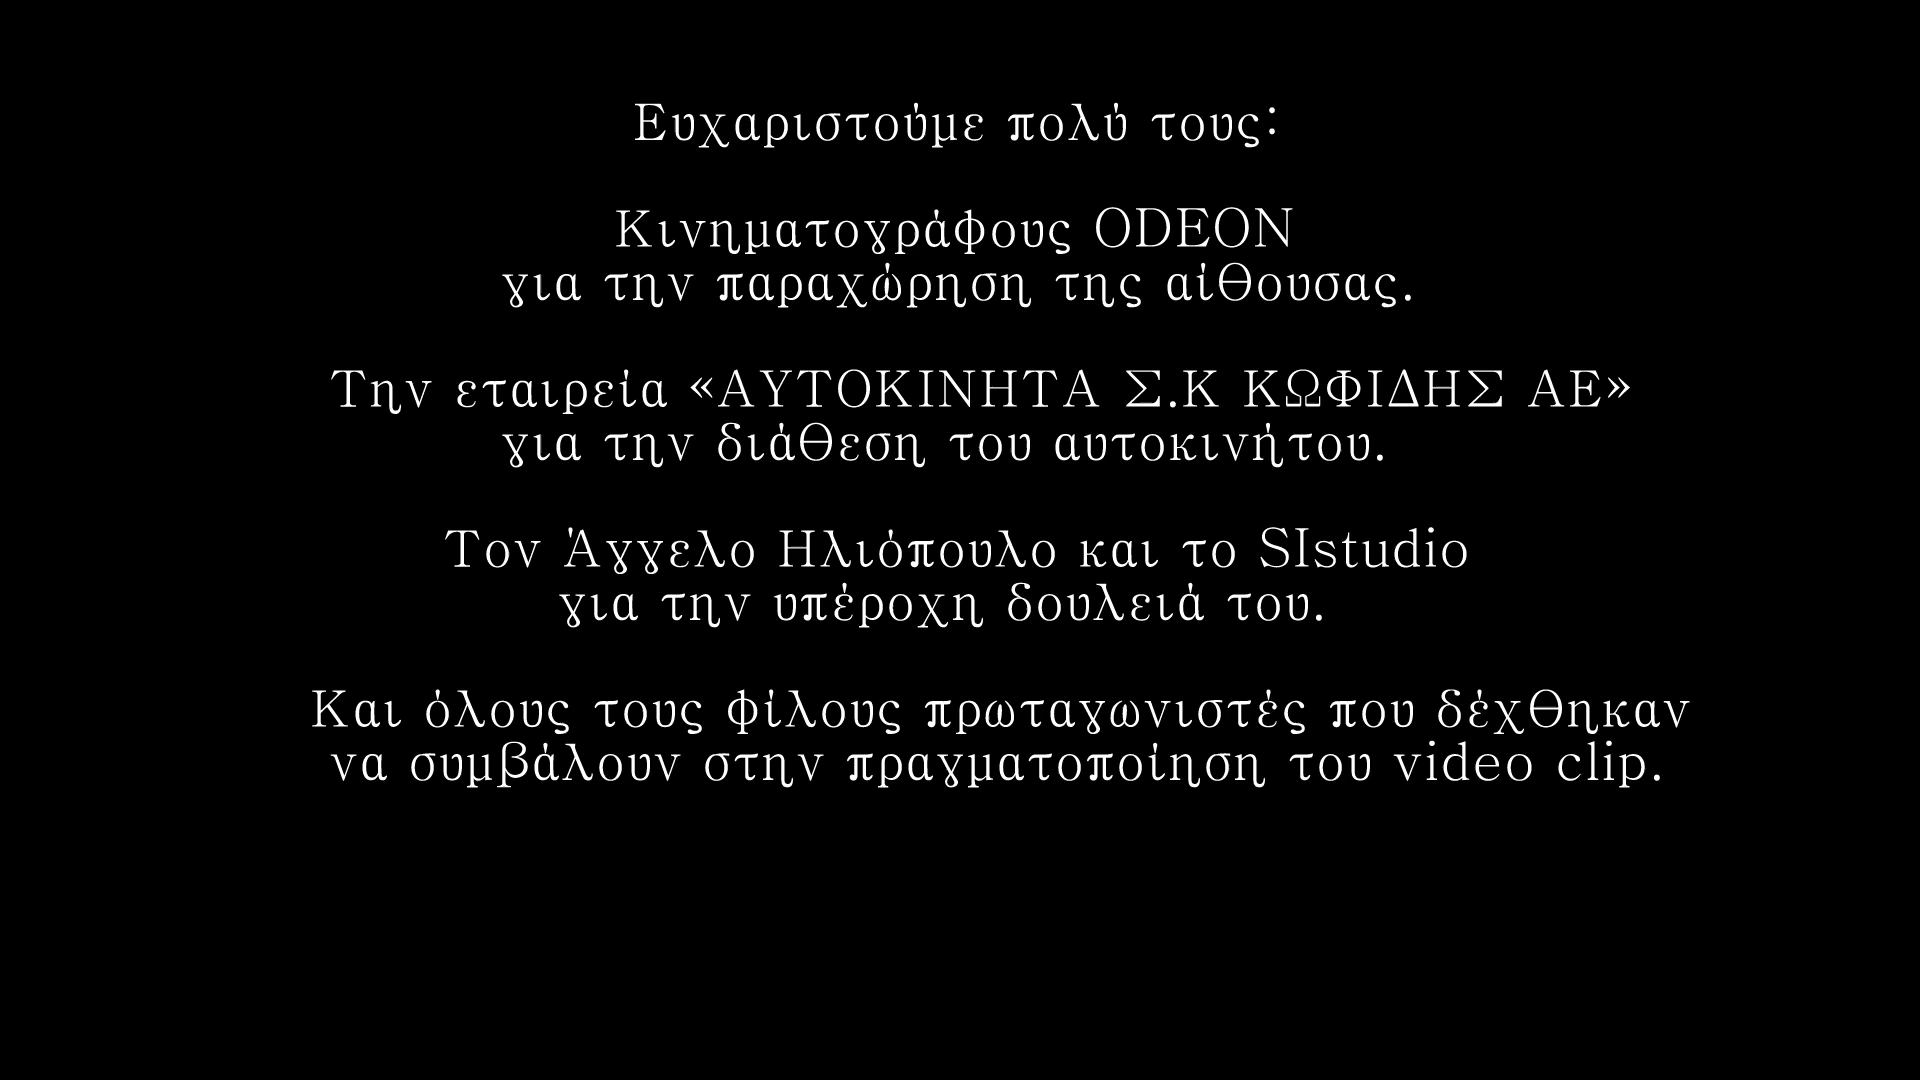 Ευχαριστούμε πολύ τους:
Κινηματογράφους ODEON
για την παραχώρηση της αίθουσας.
Την εταιρεία «ΑΥΤΟΚΙΝΗΤΑ Σ.Κ ΚΩΦΙΔΗΣ ΑΕ»
για την διάθεση του αυτοκινήτου.
Τον Άγγελο Ηλιόπουλο και το SIstudio
για την υπέροχη δουλειά του.
Και όλους τους φίλους πρωταγωνιστές που δέχθηκαν
να συμβάλουν στην πραγματοποίηση του video clip.